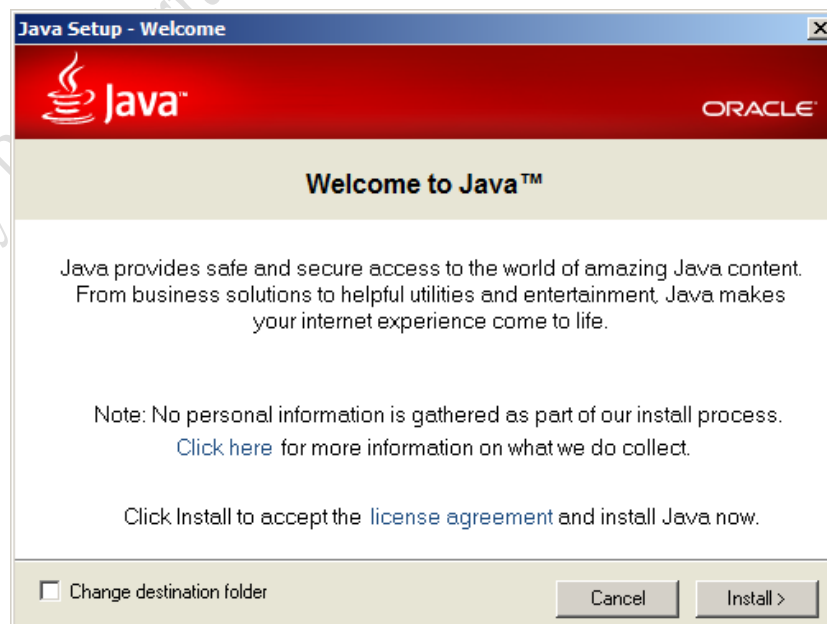 Java Setup - Welcome
Java™
ORACLE®
Welcome to Java™
Java provides safe and secure access to the world of amazing Java content.
From business solutions to helpful utilities and entertainment, Java makes
your internet experience come to life.
Note: No personal information is gathered as part of our install process.
Click here for more information on what we do collect.
Click Install to accept the license agreement and install Java now.
Change destination folder
Cancel
Install >